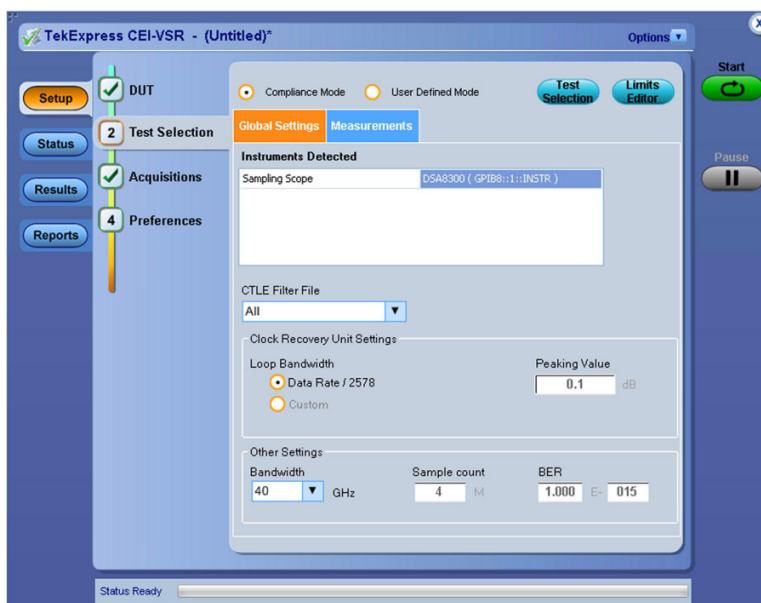 TekExpress CEI-VSR - (Untitled)*
Options
Start
Pause
Setup
Status
Results
Reports
DUT
2 Test Selection
Acquisitions
4 Preferences
Compliance Mode
User Defined Mode
Test
Selection
Limits
Editor
Global Settings
Measurements
Instruments Detected
Sampling Scope
DSA8300 ( GPIB8::1::INSTR )
CTLE Filter File
All
Clock Recovery Unit Settings
Loop Bandwidth
Data Rate / 2578
Custom
Peaking Value
0.1 dB
Other Settings
Bandwidth
40 GHz
Sample count
4 M
BER
1.000 E- 015
Status Ready